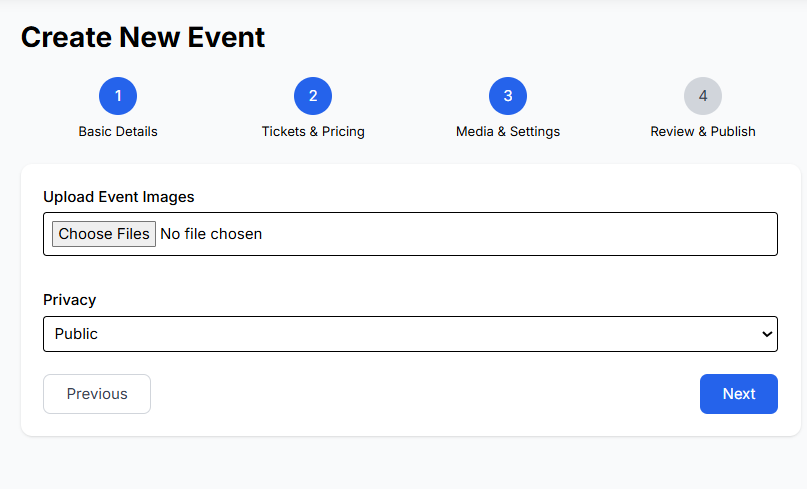 Create New Event
1 2 3 4
Basic Details Tickets & Pricing Media & Settings Review & Publish
Upload Event Images
Choose Files No file chosen
Privacy
Public
Previous Next